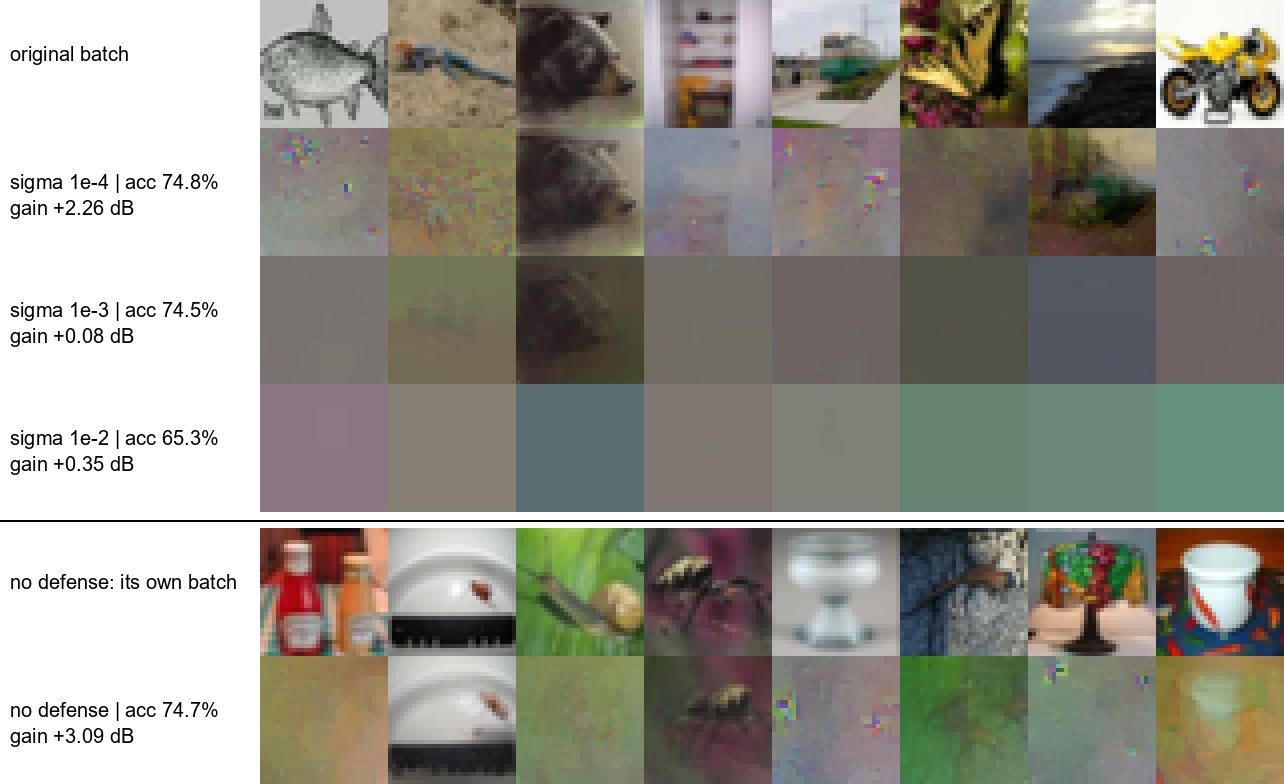 original batch
sigma 1e-4 | acc 74.8%
gain +2.26 dB
sigma 1e-3 | acc 74.5%
gain +0.08 dB
sigma 1e-2 | acc 65.3%
gain +0.35 dB
no defense: its own batch
no defense | acc 74.7%
gain +3.09 dB